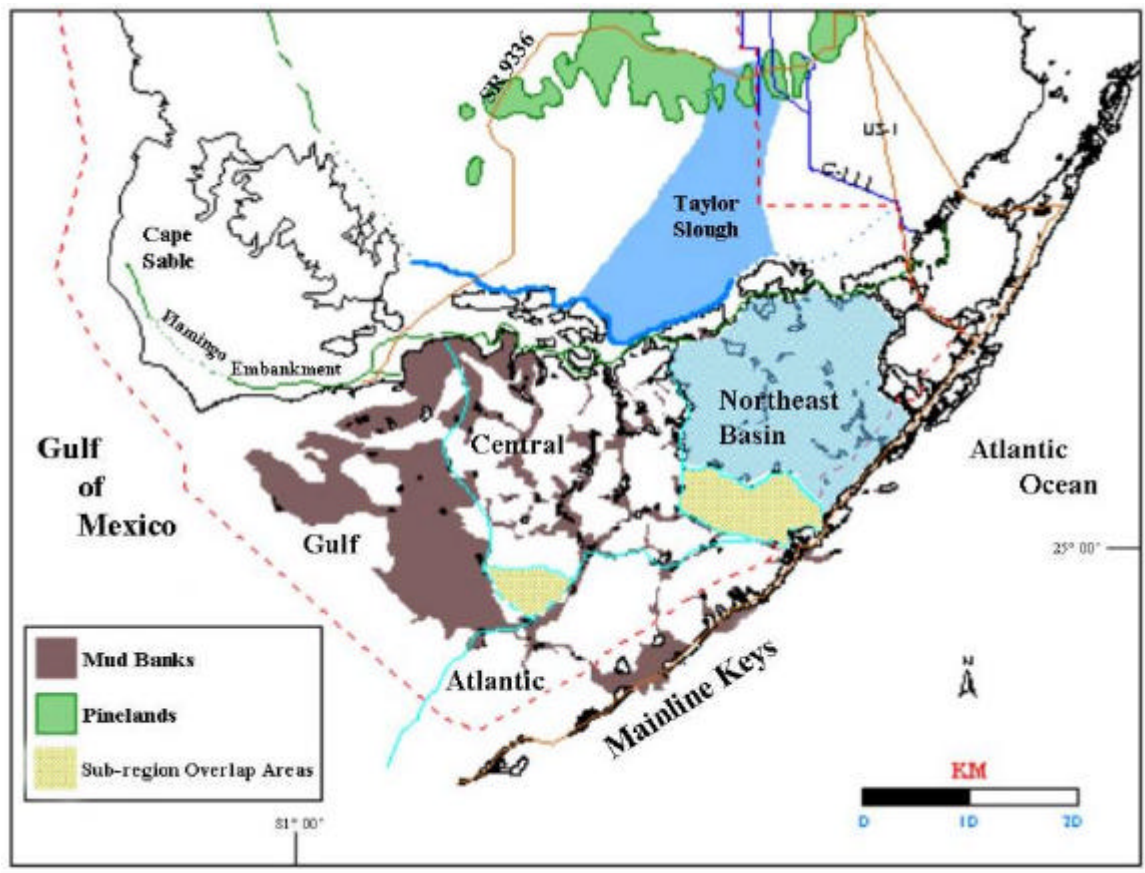 SR 9336
US-1
C-111
Taylor
Slough
Cape
Sable
Flamingo
Embankment
Northeast
Basin
Central
Gulf
of
Mexico
Atlantic
Ocean
Gulf
25° 00'
Mud Banks
Pinelands
Sub-region Overlap Areas
Atlantic
Mainline Keys
N
KM
0
10
20
81° 00'